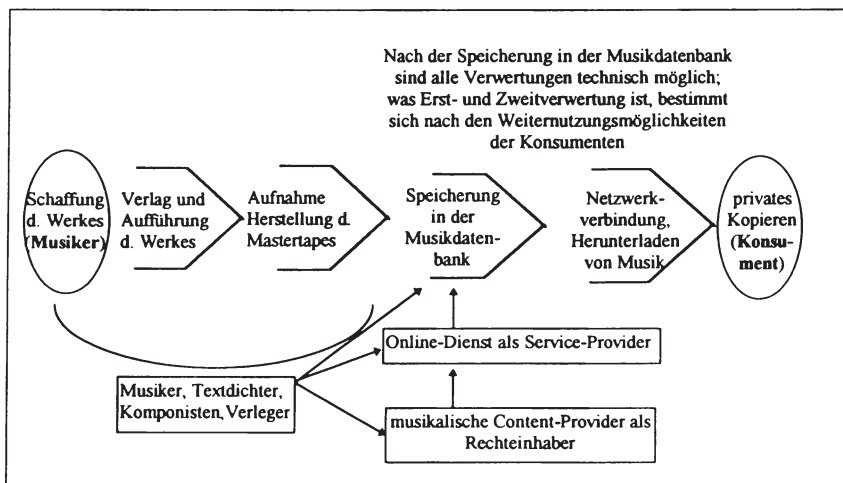 Nach der Speicherung in der Musikdatenbank
sind alle Verwertungen technisch möglich;
was Erst- und Zweitverwertung ist, bestimmt
sich nach den Weiternutzungsmöglichkeiten
der Konsumenten
Schaffung
d. Werkes
(Musiker)
Verlag und
Aufführung
d. Werkes
Aufnahme
Herstellung d.
Mastertapes
Speicherung
in der
Musikdaten-
bank
Netzwerk-
verbindung,
Herunterladen
von Musik
privates
Kopieren
(Konsu-
ment)
Online-Dienst als Service-Provider
Musiker, Textdichter,
Komponisten, Verleger
musikalische Content-Provider als
Rechteinhaber